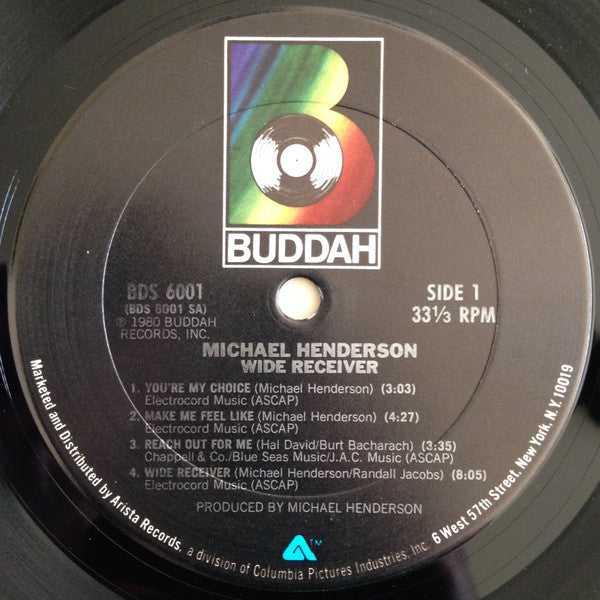 BUDDAH
BDS 6001
(BDS 6001 SA)
℗ 1980 BUDDAH
RECORDS, INC.
SIDE 1
33⅓ RPM
MICHAEL HENDERSON
WIDE RECEIVER
1. YOU'RE MY CHOICE (Michael Henderson) (3:03)
Electrocord Music (ASCAP)
2. MAKE ME FEEL LIKE (Michael Henderson) (4:27)
Electrocord Music (ASCAP)
3. REACH OUT FOR ME (Hal David/Burt Bacharach) (3:35)
Chappell & Co./Blue Seas Music/J.A.C. Music (ASCAP)
4. WIDE RECEIVER (Michael Henderson/Randall Jacobs) (8:05)
Electrocord Music (ASCAP)
PRODUCED BY MICHAEL HENDERSON
TM
Marketed and Distributed by Arista Records, a division of Columbia Pictures Industries, Inc. 6 West 57th Street, New York, N.Y. 10019